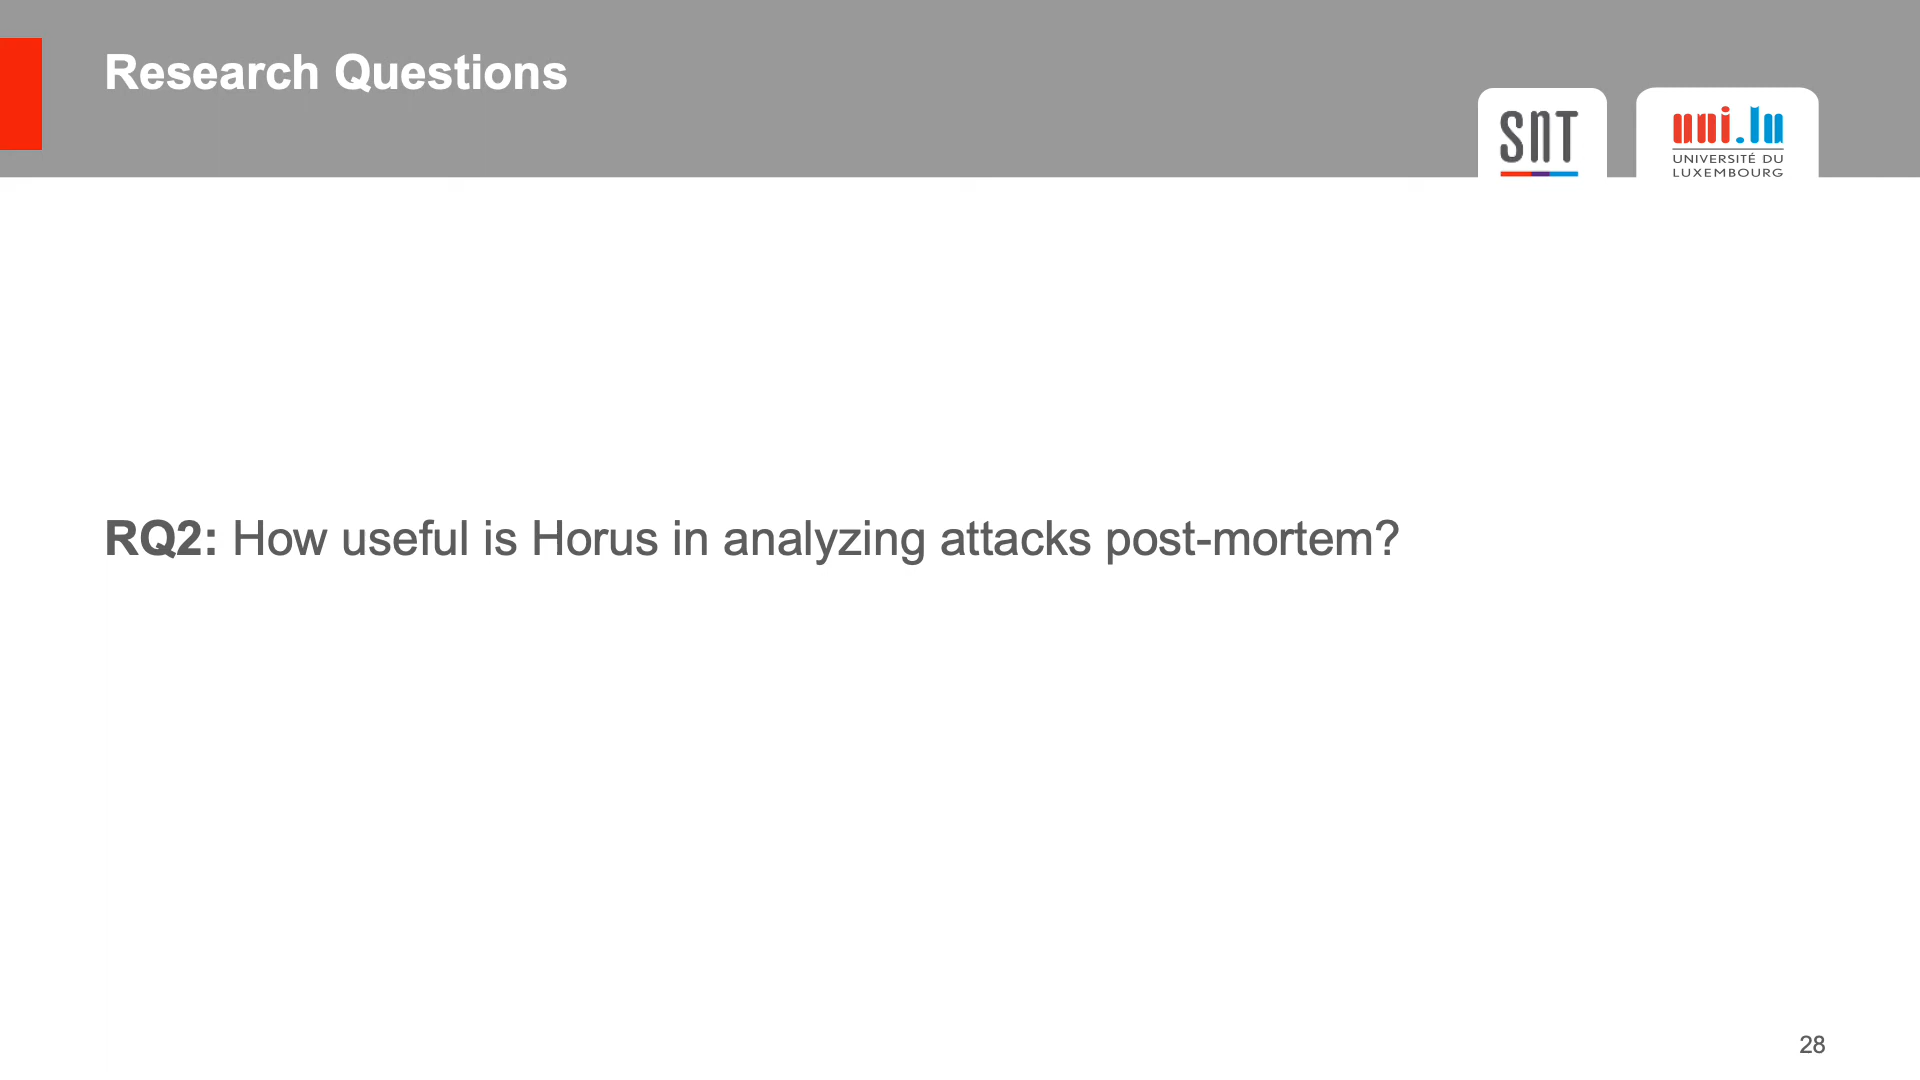 Research Questions
SnT
uni.lu
UNIVERSITÉ DU
LUXEMBOURG
RQ2: How useful is Horus in analyzing attacks post-mortem?
28